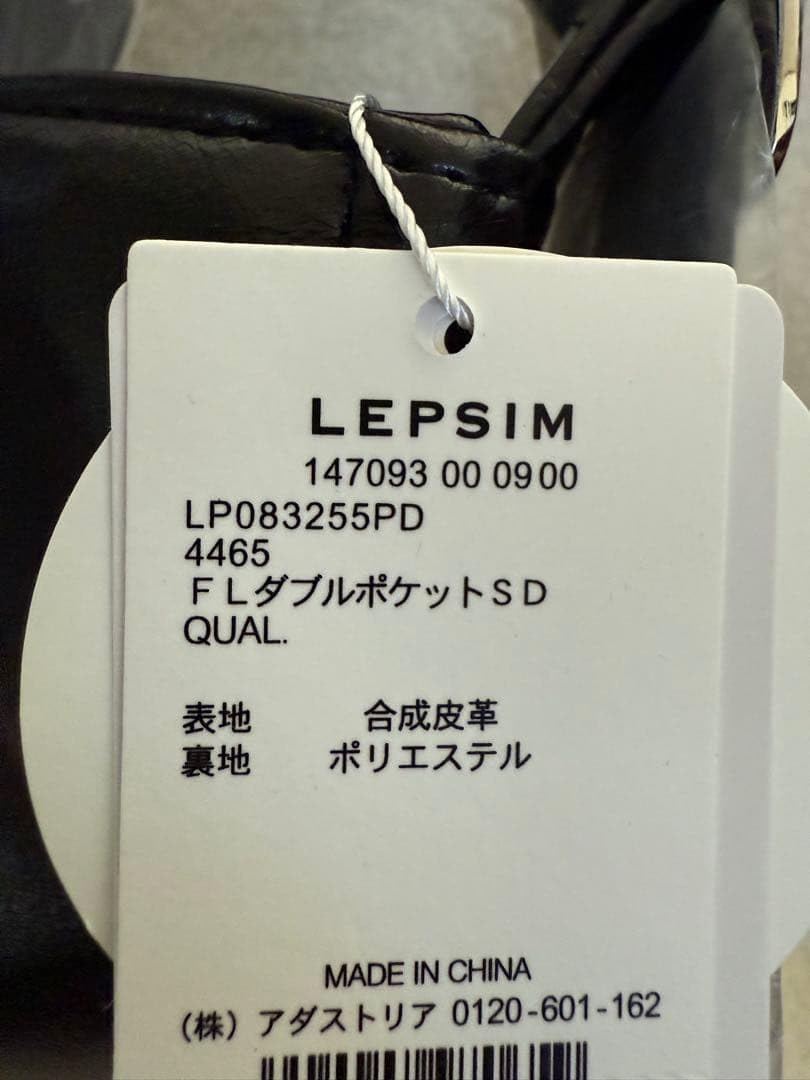 LEPSIM
147093 00 0900
LP083255PD
4465
ＦＬダブルポケットＳＤ
QUAL.
表地 合成皮革
裏地 ポリエステル
MADE IN CHINA
（株）アダストリア 0120-601-162